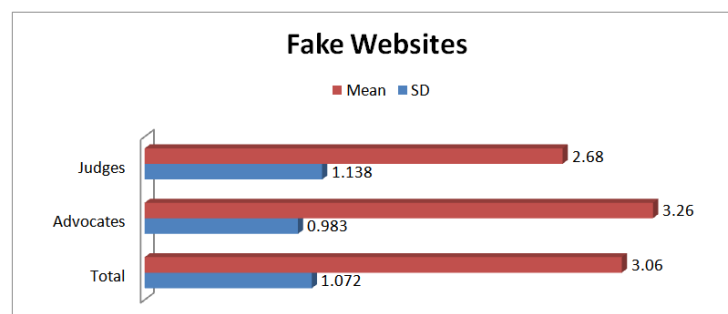 Fake Websites
Mean SD
Judges
2.68
1.138
Advocates
3.26
0.983
Total
3.06
1.072